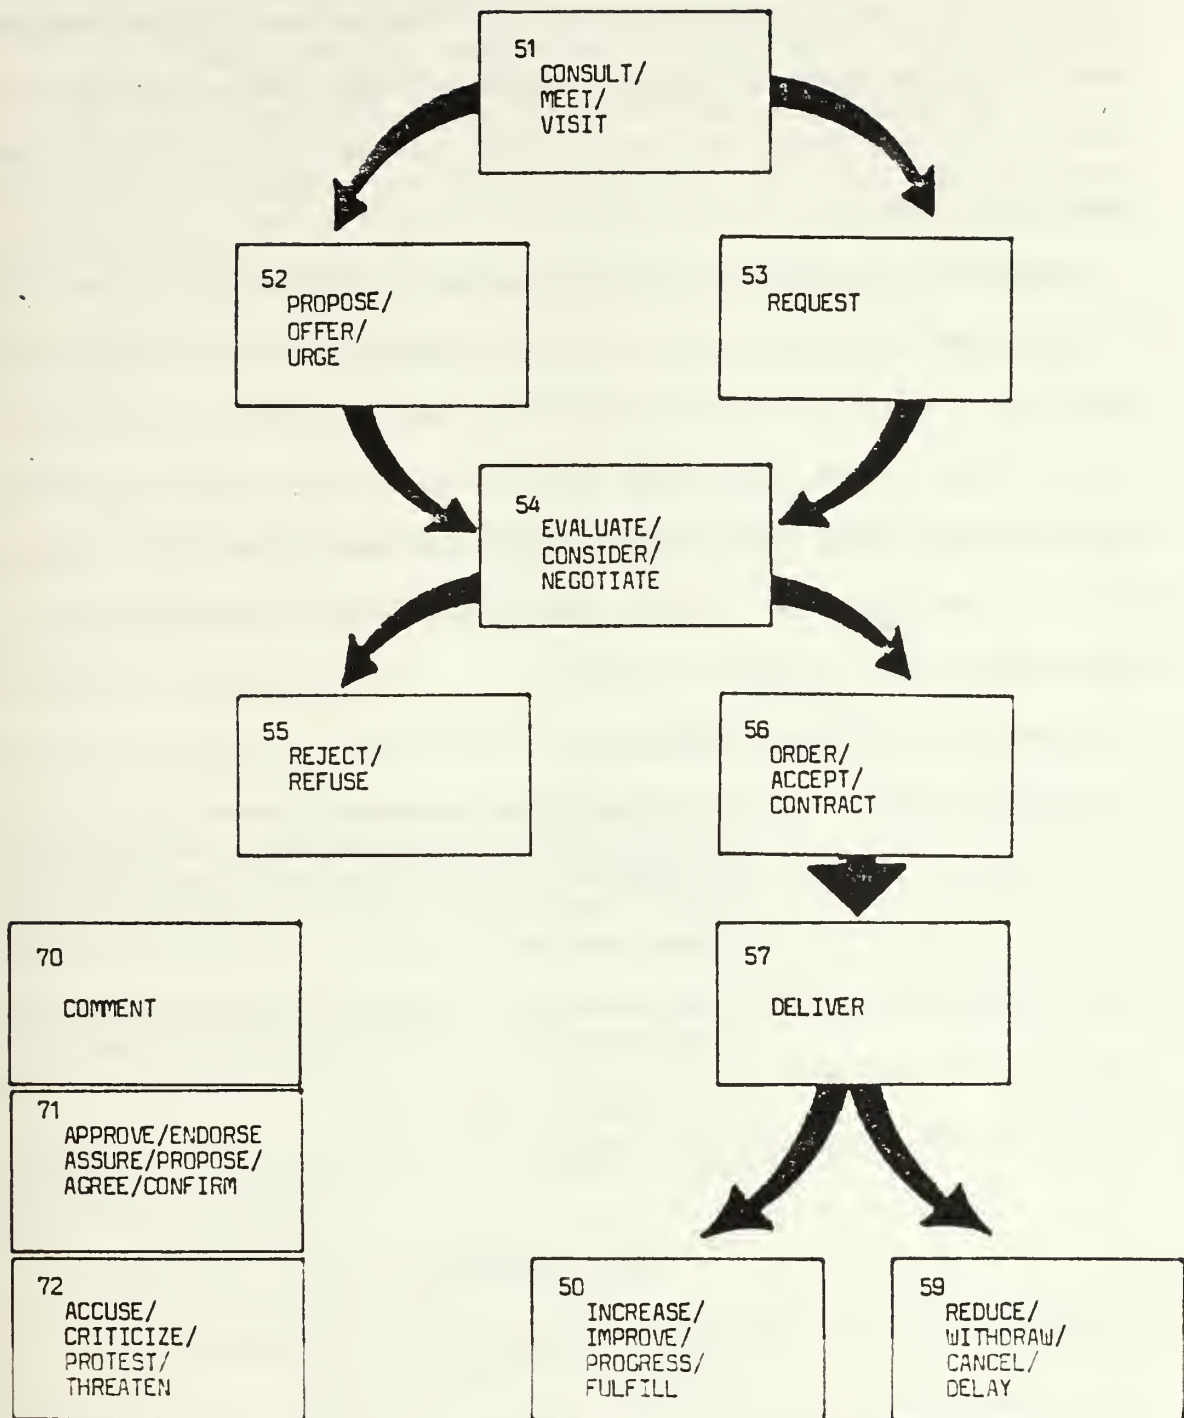 51
CONSULT/
MEET/
VISIT
52
PROPOSE/
OFFER/
URGE
53
REQUEST
54
EVALUATE/
CONSIDER/
NEGOTIATE
55
REJECT/
REFUSE
56
ORDER/
ACCEPT/
CONTRACT
70
COMMENT
57
DELIVER
71
APPROVE/ENDORSE
ASSURE/PROPOSE/
AGREE/CONFIRM
72
ACCUSE/
CRITICIZE/
PROTEST/
THREATEN
50
INCREASE/
IMPROVE/
PROGRESS/
FULFILL
59
REDUCE/
WITHDRAW/
CANCEL/
DELAY